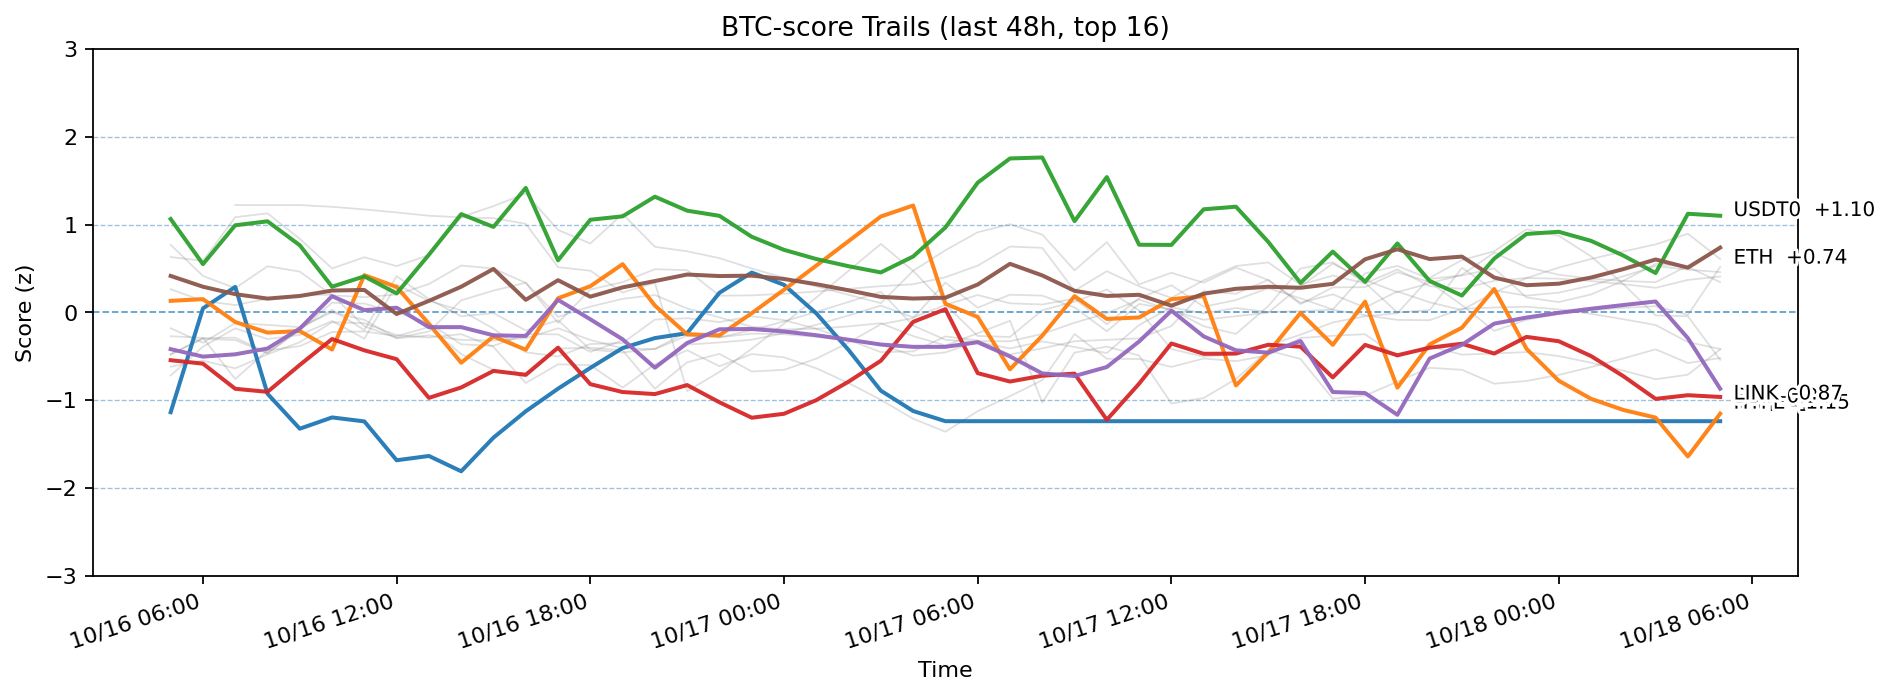 BTC-score Trails (last 48h, top 16)
3
2
1
0
−1
−2
−3
Score (z)
USDT0 +1.10
ETH +0.74
LINK -0.87
10/16 06:00
10/16 12:00
10/16 18:00
10/17 00:00
10/17 06:00
10/17 12:00
10/17 18:00
10/18 00:00
10/18 06:00
Time